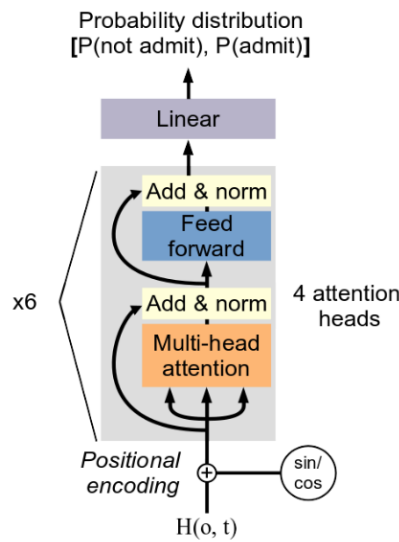 Probability distribution
[P(not admit), P(admit)]
Linear
Add & norm
Feed
forward
Add & norm
x6
4 attention
heads
Multi-head
attention
Positional
encoding
+
sin/
cos
H(o, t)